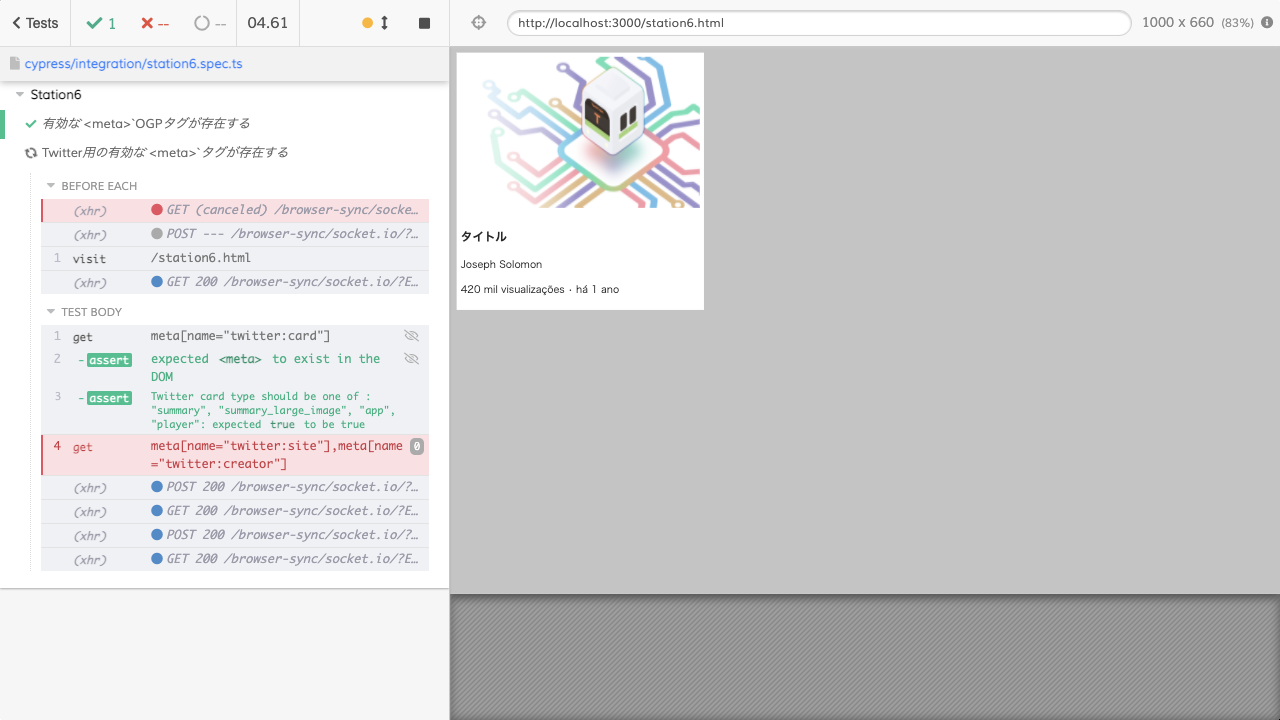 Tests 1 -- -- 04.61
http://localhost:3000/station6.html 1000 x 660 (83%)
cypress/integration/station6.spec.ts
Station6
有効な`<meta>`OGPタグが存在する
Twitter用の有効な`<meta>`タグが存在する
BEFORE EACH
(xhr) GET (canceled) /browser-sync/socke…
(xhr) POST --- /browser-sync/socket.io/?…
1 visit /station6.html
(xhr) GET 200 /browser-sync/socket.io/?E…
TEST BODY
1 get meta[name="twitter:card"]
2 -assert expected <meta> to exist in the
DOM
3 -assert Twitter card type should be one of :
"summary", "summary_large_image", "app",
"player": expected true to be true
4 get meta[name="twitter:site"],meta[name 0
="twitter:creator"]
(xhr) POST 200 /browser-sync/socket.io/?…
(xhr) GET 200 /browser-sync/socket.io/?E…
(xhr) POST 200 /browser-sync/socket.io/?…
(xhr) GET 200 /browser-sync/socket.io/?E…
タイトル
Joseph Solomon
420 mil visualizações · há 1 ano